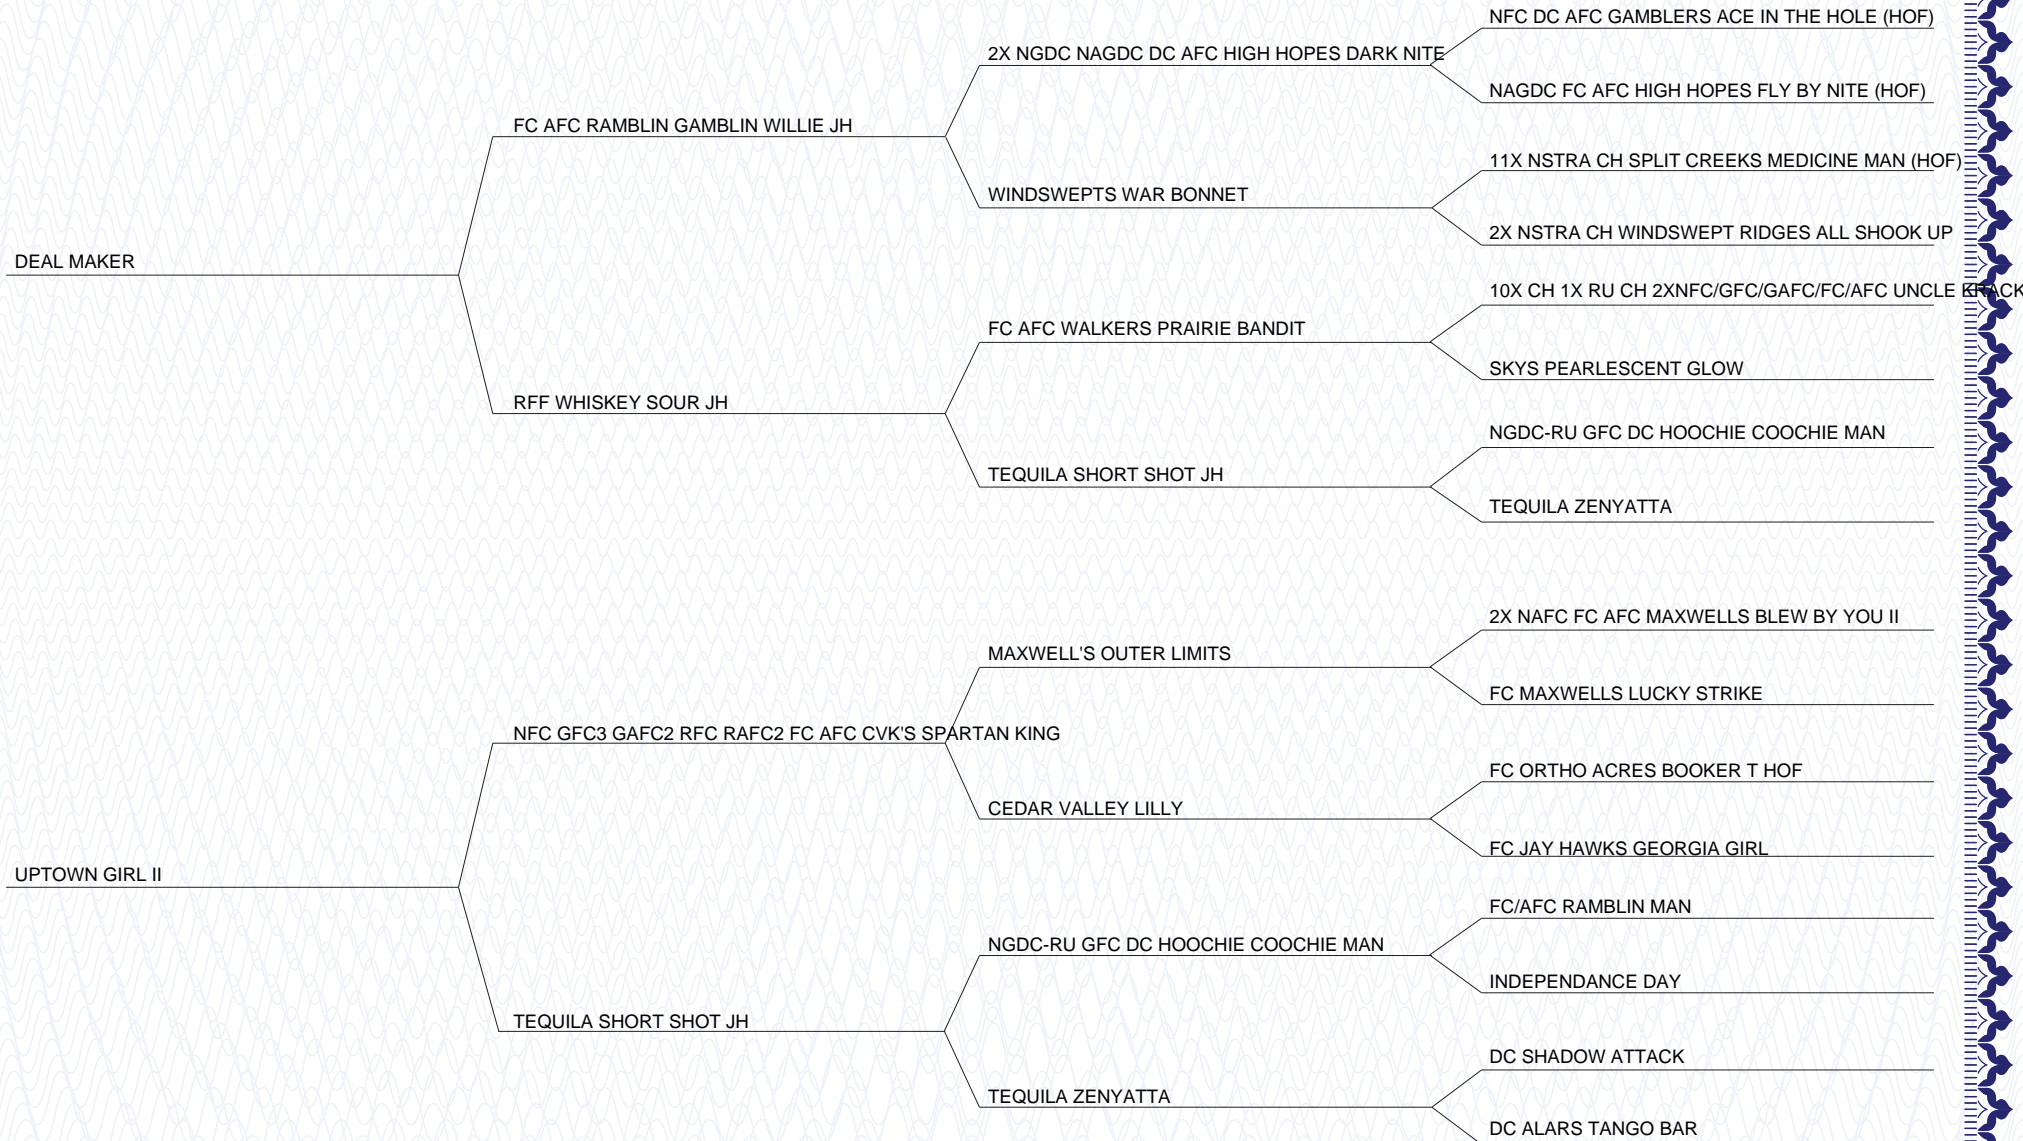 NFC DC AFC GAMBLERS ACE IN THE HOLE (HOF)
2X NGDC NAGDC DC AFC HIGH HOPES DARK NITE
NAGDC FC AFC HIGH HOPES FLY BY NITE (HOF)
FC AFC RAMBLIN GAMBLIN WILLIE JH
11X NSTRA CH SPLIT CREEKS MEDICINE MAN (HOF)
WINDSWEPTS WAR BONNET
2X NSTRA CH WINDSWEPT RIDGES ALL SHOOK UP
DEAL MAKER
10X CH 1X RU CH 2XNFC/GFC/GAFC/FC/AFC UNCLE KRACK
FC AFC WALKERS PRAIRIE BANDIT
SKYS PEARLESCENT GLOW
RFF WHISKEY SOUR JH
NGDC-RU GFC DC HOOCHIE COOCHIE MAN
TEQUILA SHORT SHOT JH
TEQUILA ZENYATTA
2X NAFC FC AFC MAXWELLS BLEW BY YOU II
MAXWELL'S OUTER LIMITS
FC MAXWELLS LUCKY STRIKE
NFC GFC3 GAFC2 RFC RAFC2 FC AFC CVK'S SPARTAN KING
FC ORTHO ACRES BOOKER T HOF
CEDAR VALLEY LILLY
FC JAY HAWKS GEORGIA GIRL
UPTOWN GIRL II
FC/AFC RAMBLIN MAN
NGDC-RU GFC DC HOOCHIE COOCHIE MAN
INDEPENDANCE DAY
TEQUILA SHORT SHOT JH
DC SHADOW ATTACK
TEQUILA ZENYATTA
DC ALARS TANGO BAR